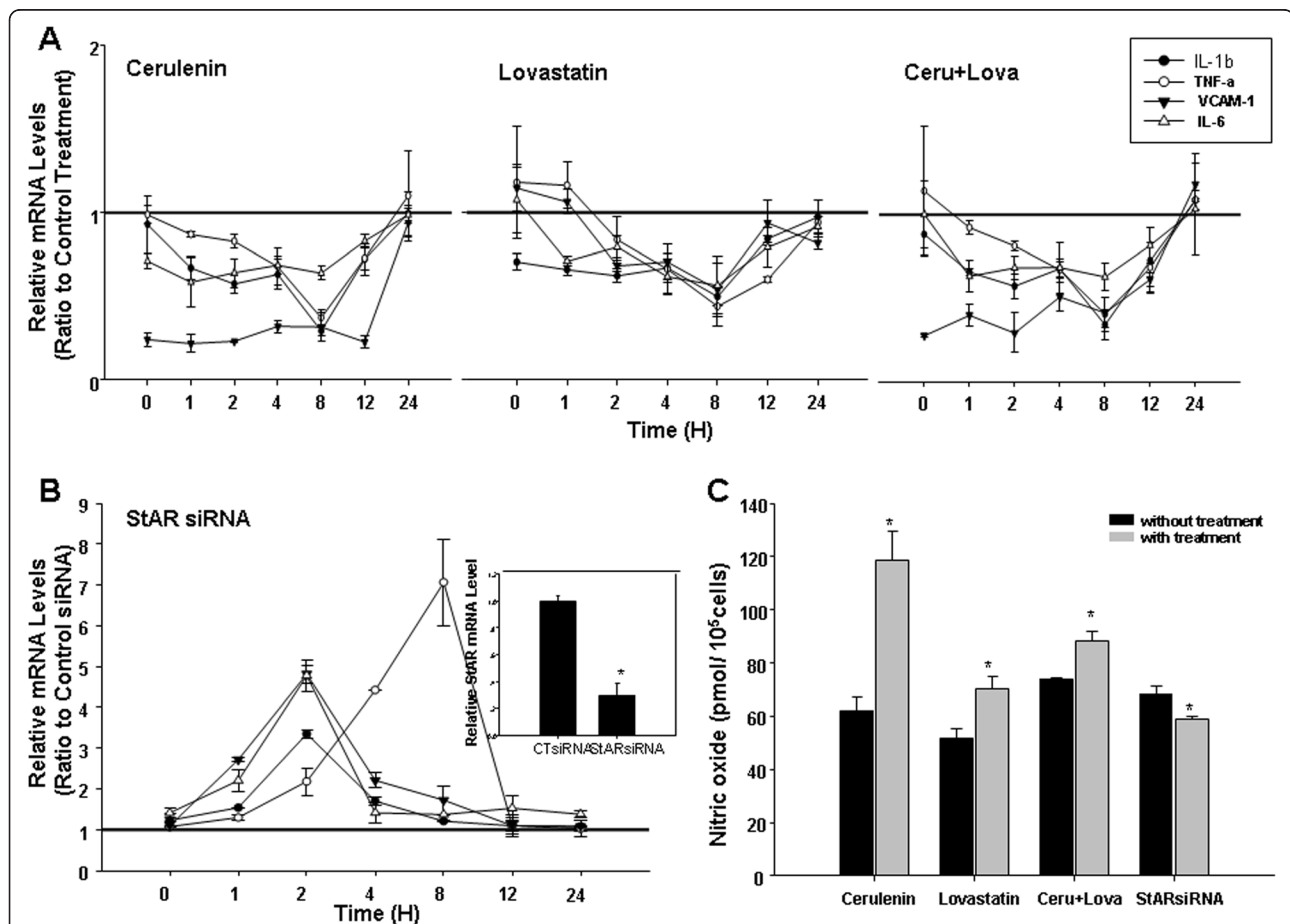 A
Relative mRNA Levels
(Ratio to Control Treatment)
2
1
0
Cerulenin
Lovastatin
Ceru+Lova
IL-1b
TNF-a
VCAM-1
IL-6
0 1 2 4 8 12 24
0 1 2 4 8 12 24
0 1 2 4 8 12 24
Time (H)
B
Relative mRNA Levels
(Ratio to Control siRNA)
9
8
7
6
5
4
3
2
1
0
StAR siRNA
Relative StAR mRNA Level
*
CTsiRNA StARsiRNA
0 1 2 4 8 12 24
Time (H)
C
Nitric oxide (pmol/ 10⁵cells)
140
120
100
80
60
40
20
0
without treatment
with treatment
*
*
*
*
Cerulenin Lovastatin Ceru+Lova StARsiRNA